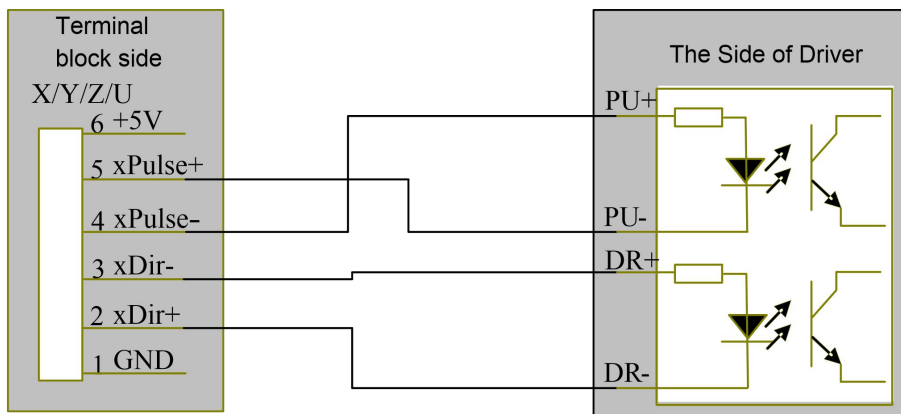 Terminal
block side
X/Y/Z/U
6 +5V
5 xPulse+
4 xPulse-
3 xDir-
2 xDir+
1 GND
The Side of Driver
PU+
PU-
DR+
DR-